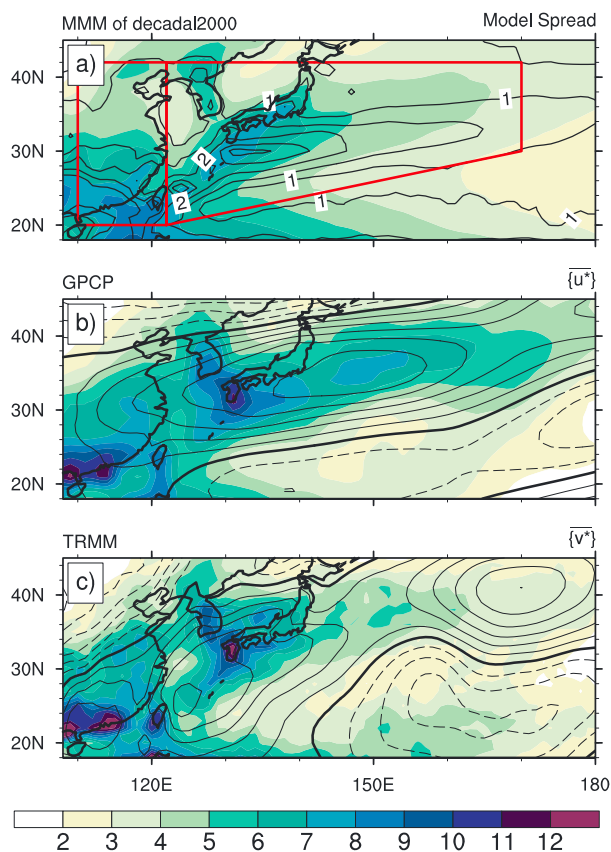 MMM of decadal2000 Model Spread
a)
40N
30N
20N
1
1
2
1
2
1
1
GPCP {u*}
b)
40N
30N
20N
TRMM {v*}
c)
40N
30N
20N
120E 150E 180
2 3 4 5 6 7 8 9 10 11 12